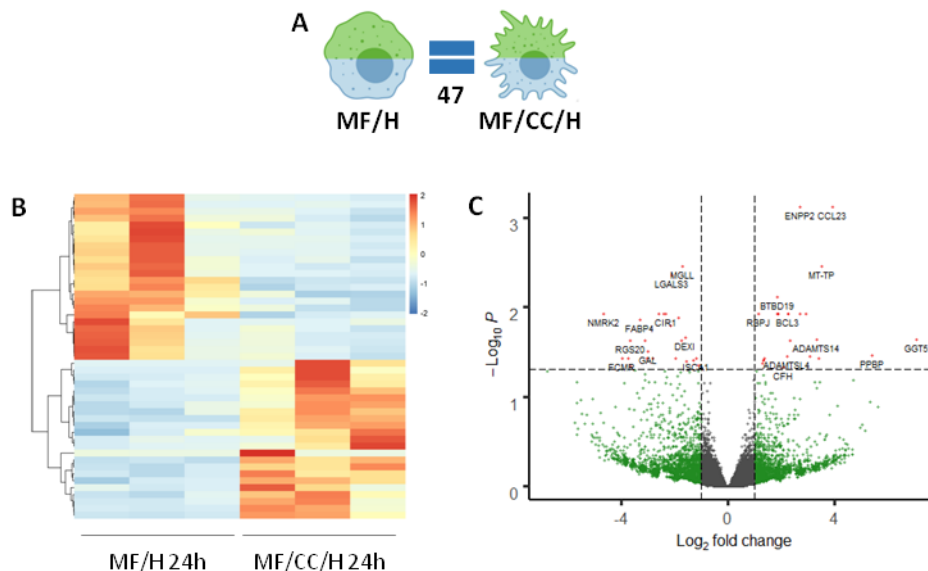 A
47
MF/H
MF/CC/H
B
2
1
0
-1
-2
MF/H 24h
MF/CC/H 24h
C
3
2
1
0
-Log10 P
ENPP2 CCL23
MGLL
MT-TP
LGALS3
BTBD19
NMRK2
CIR1
RBPJ
BCL3
FABP4
DEXI
ADAMTS14
GGT5
RGS20
GAL
ISCA1
ADAMTSL4
PPBP
FCMR
CFH
-4
0
4
Log2 fold change